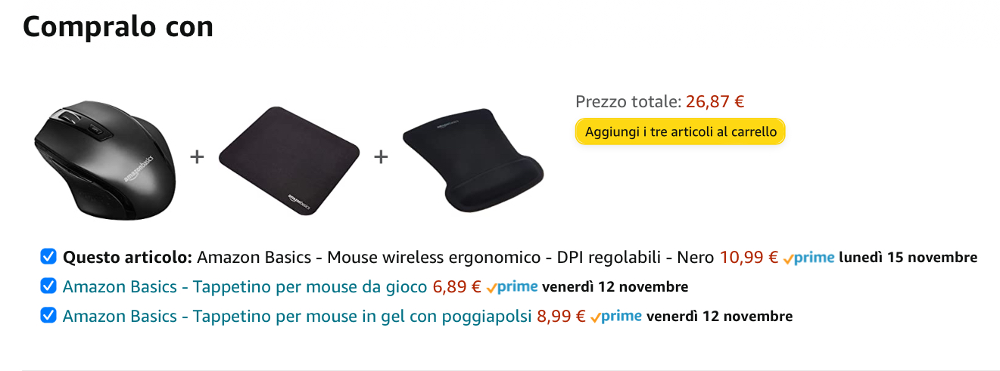 Compralo con
Prezzo totale: 26,87 €
Aggiungi i tre articoli al carrello
amazonbasics
+
amazonbasics
+
amazonbasics
Questo articolo: Amazon Basics - Mouse wireless ergonomico - DPI regolabili - Nero 10,99 € prime lunedì 15 novembre
Amazon Basics - Tappetino per mouse da gioco 6,89 € prime venerdì 12 novembre
Amazon Basics - Tappetino per mouse in gel con poggiapolsi 8,99 € prime venerdì 12 novembre